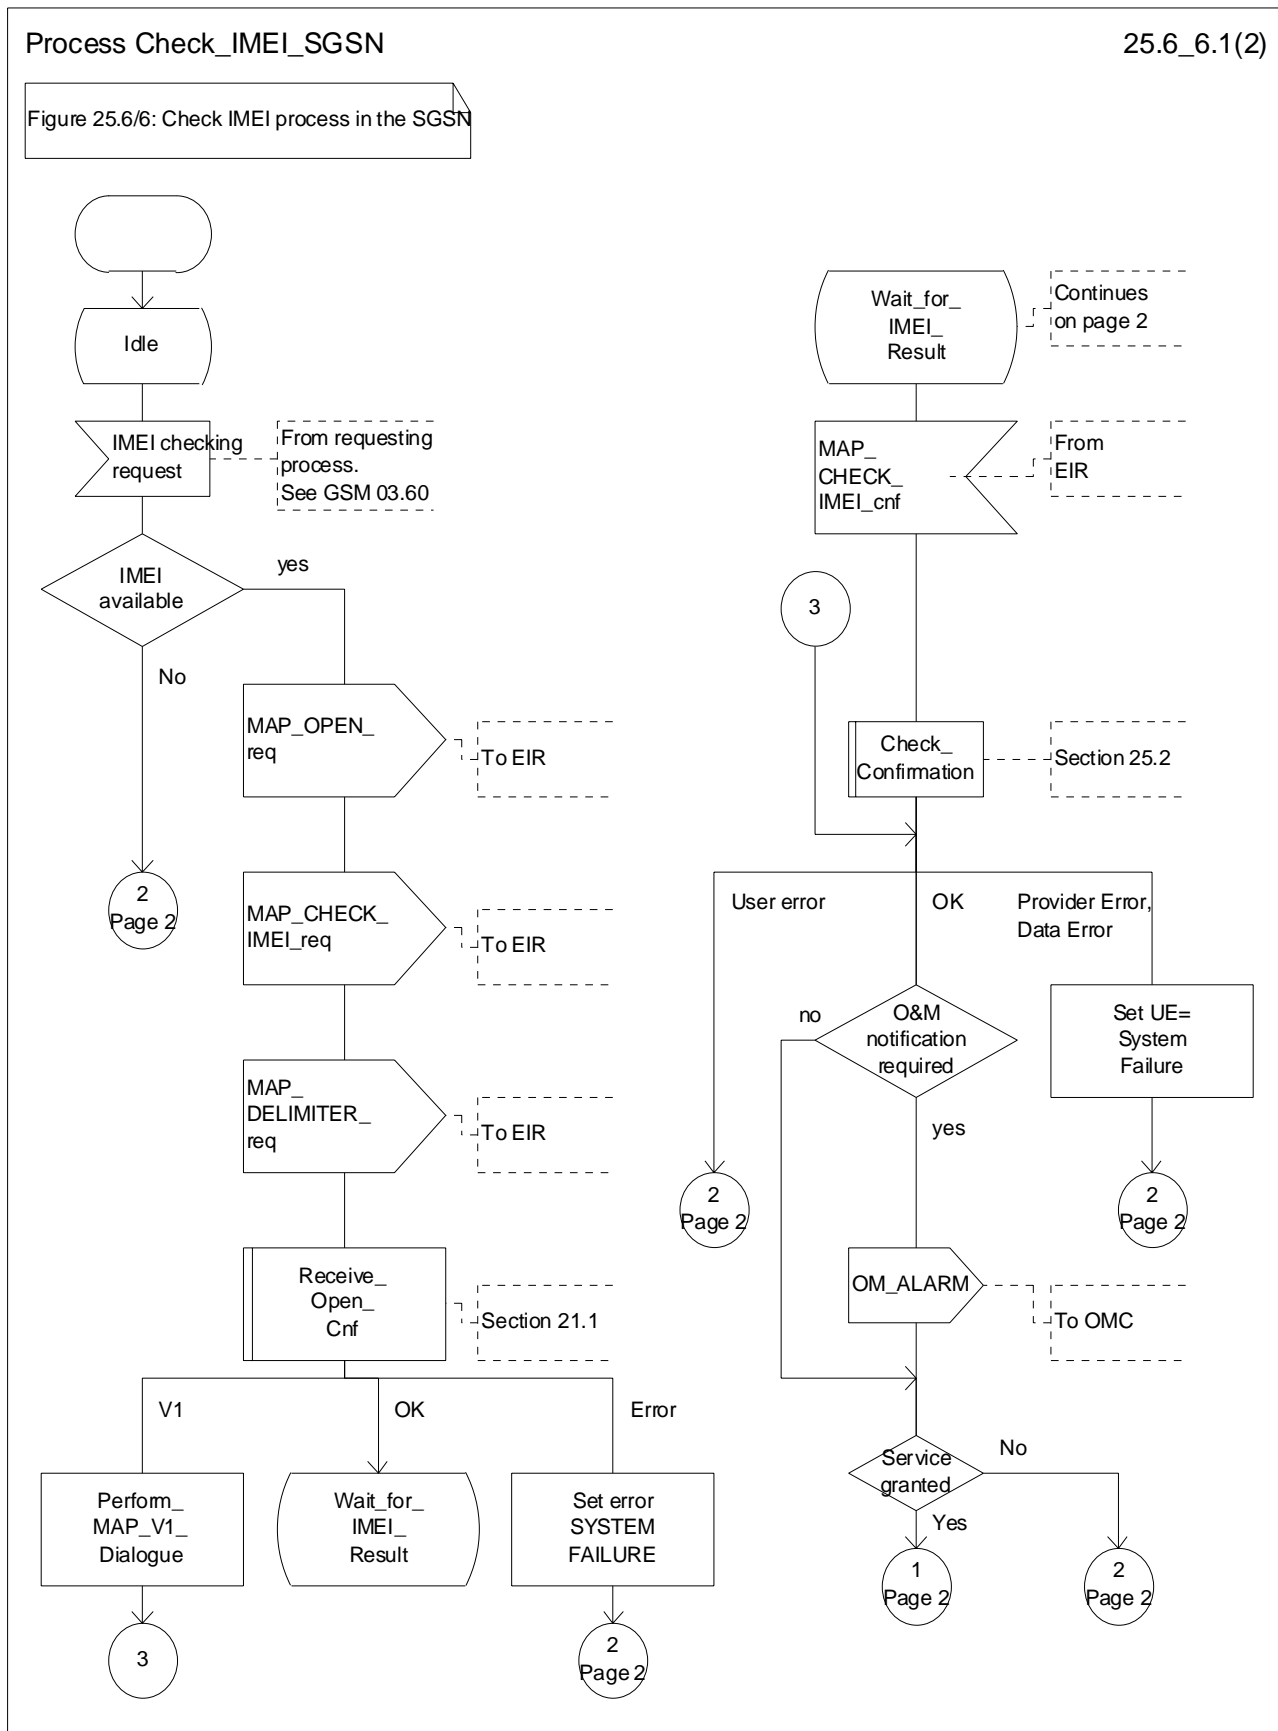 Process Check_IMEI_SGSN
25.6_6.1(2)
Figure 25.6/6: Check IMEI process in the SGSN
Idle
IMEI checking
request
From requesting
process.
See GSM 03.60
IMEI
available
yes
No
2
Page 2
MAP_OPEN_
req
To EIR
MAP_CHECK_
IMEI_req
To EIR
MAP_
DELIMITER_
req
To EIR
Receive_
Open_
Cnf
Section 21.1
V1
OK
Error
Perform_
MAP_V1_
Dialogue
Wait_for_
IMEI_
Result
Set error
SYSTEM
FAILURE
3
2
Page 2
Wait_for_
IMEI_
Result
Continues
on page 2
MAP_
CHECK_
IMEI_cnf
From
EIR
3
Check_
Confirmation
Section 25.2
User error
OK
Provider Error,
Data Error
no
O&M
notification
required
Set UE=
System
Failure
yes
2
Page 2
2
Page 2
OM_ALARM
To OMC
Service
granted
No
Yes
1
Page 2
2
Page 2